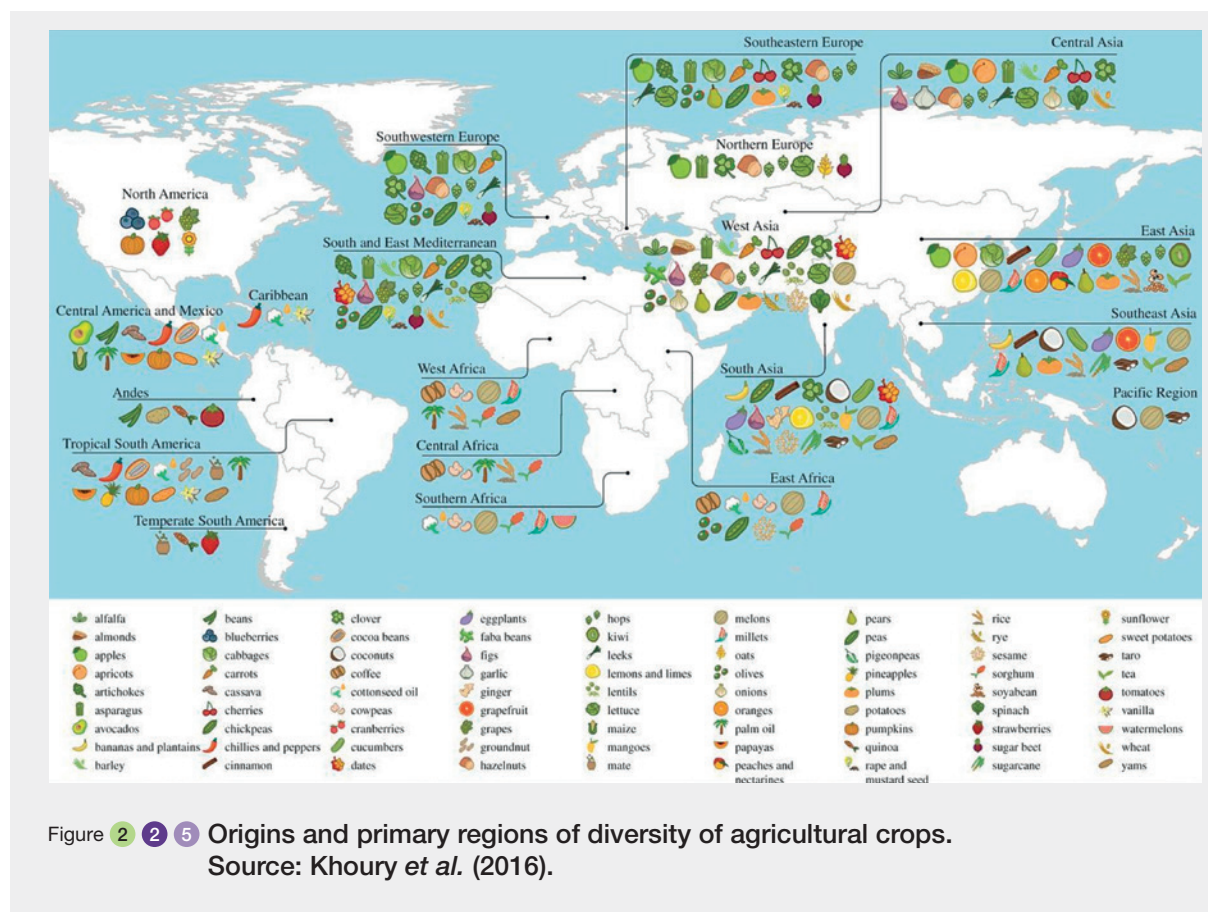 Southeastern Europe
Central Asia
Southwestern Europe
Northern Europe
North America
West Asia
East Asia
South and East Mediterranean
Caribbean
Central America and Mexico
Southeast Asia
West Africa
South Asia
Andes
Pacific Region
Tropical South America
Central Africa
East Africa
Southern Africa
Temperate South America
alfalfa
almonds
apples
apricots
artichokes
asparagus
avocados
bananas and plantains
barley
beans
blueberries
cabbages
carrots
cassava
cherries
chickpeas
chillies and peppers
cinnamon
clover
cocoa beans
coconuts
coffee
cottonseed oil
cowpeas
cranberries
cucumbers
dates
eggplants
faba beans
figs
garlic
ginger
grapefruit
grapes
groundnut
hazelnuts
hops
kiwi
leeks
lemons and limes
lentils
lettuce
maize
mangoes
mate
melons
millets
oats
olives
onions
oranges
palm oil
papayas
peaches and
nectarines
pears
peas
pigeonpeas
pineapples
plums
potatoes
pumpkins
quinoa
rape and
mustard seed
rice
rye
sesame
sorghum
soyabean
spinach
strawberries
sugar beet
sugarcane
sunflower
sweet potatoes
taro
tea
tomatoes
vanilla
watermelons
wheat
yams
Figure 2 2 5 Origins and primary regions of diversity of agricultural crops.
Source: Khoury et al. (2016).